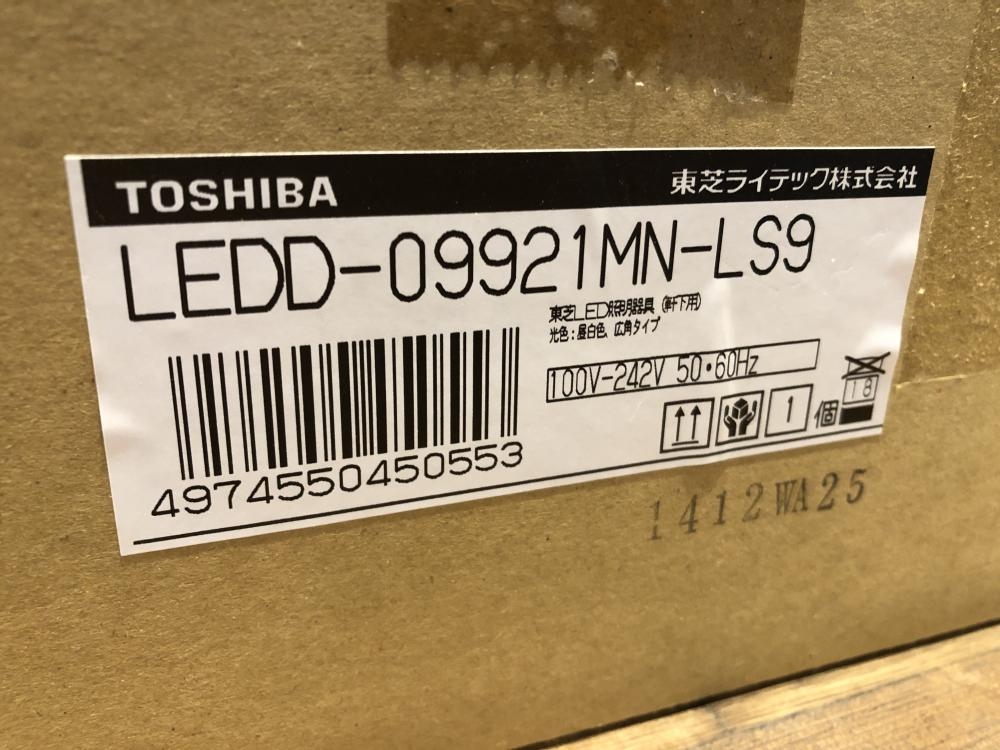 TOSHIBA 東芝ライテック株式会社
LEDD-09921MN-LS9
東芝LED照明器具 (軒下用)
光色:昼白色、広角タイプ
100V-242V 50・60Hz
1 個
18
4974550450553
1412WA25